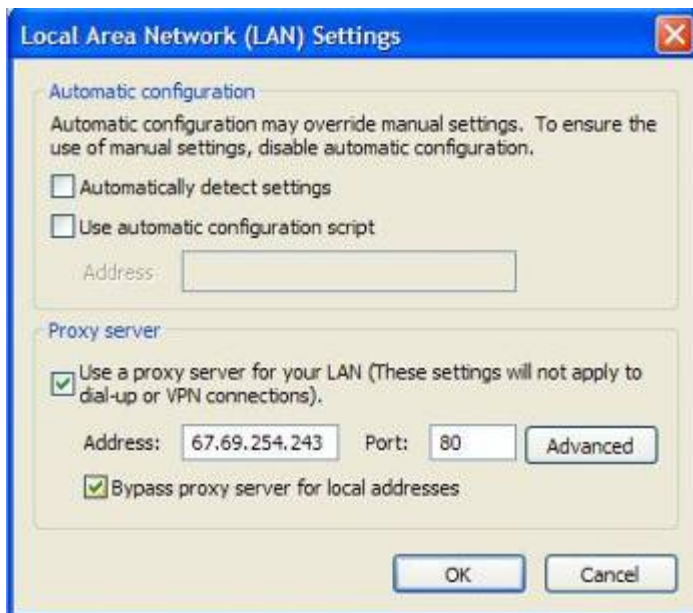 Local Area Network (LAN) Settings
Automatic configuration
Automatic configuration may override manual settings. To ensure the
use of manual settings, disable automatic configuration.
Automatically detect settings
Use automatic configuration script
Address
Proxy server
Use a proxy server for your LAN (These settings will not apply to
dial-up or VPN connections).
Address: 67.69.254.243 Port: 80 Advanced
Bypass proxy server for local addresses
OK Cancel